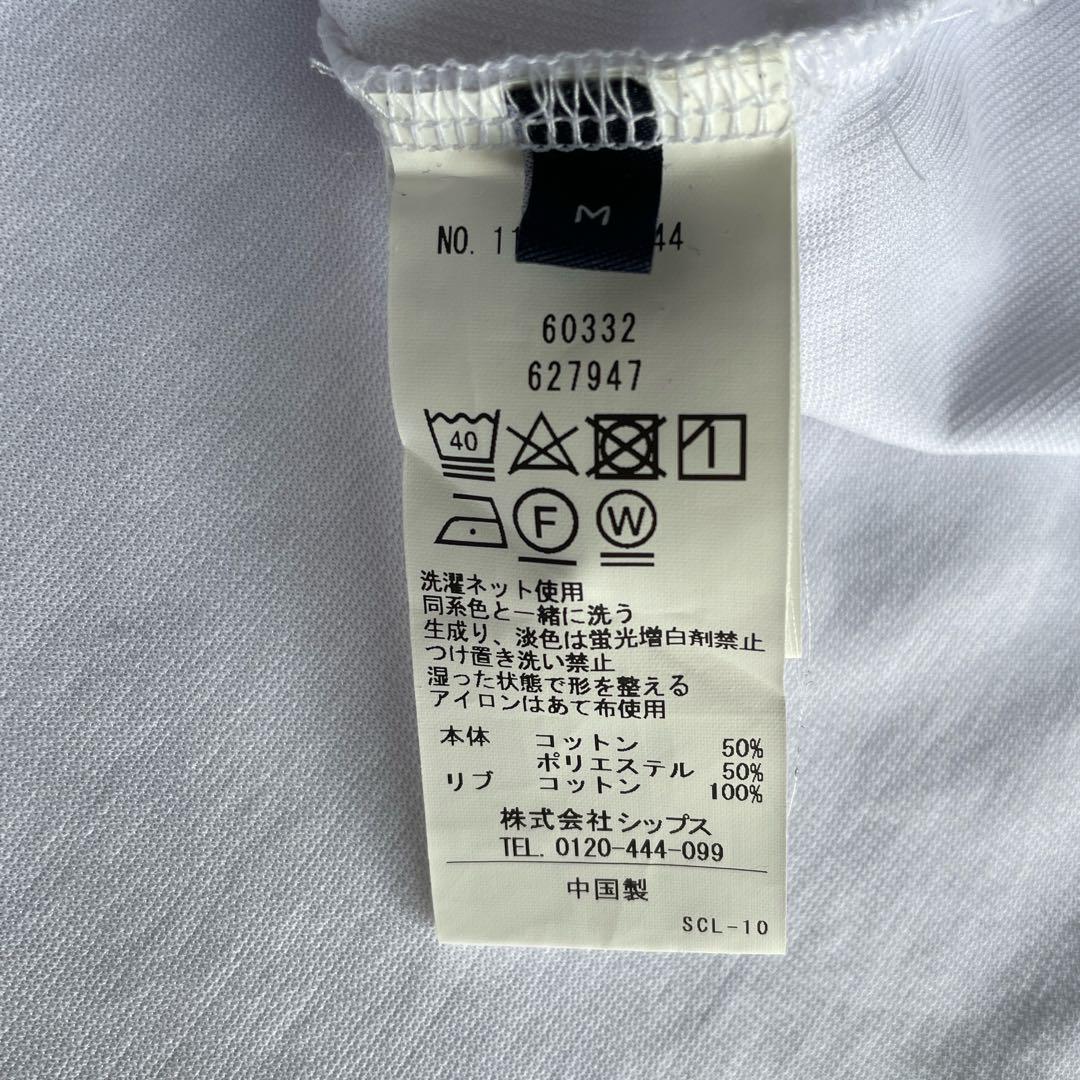 M
NO. 11 44
60332
627947
40
F W
洗濯ネット使用
同系色と一緒に洗う
生成り、淡色は蛍光増白剤禁止
つけ置き洗い禁止
湿った状態で形を整える
アイロンはあて布使用
本体 コットン 50%
ポリエステル 50%
リブ コットン 100%
株式会社シップス
TEL. 0120-444-099
中国製
SCL-10